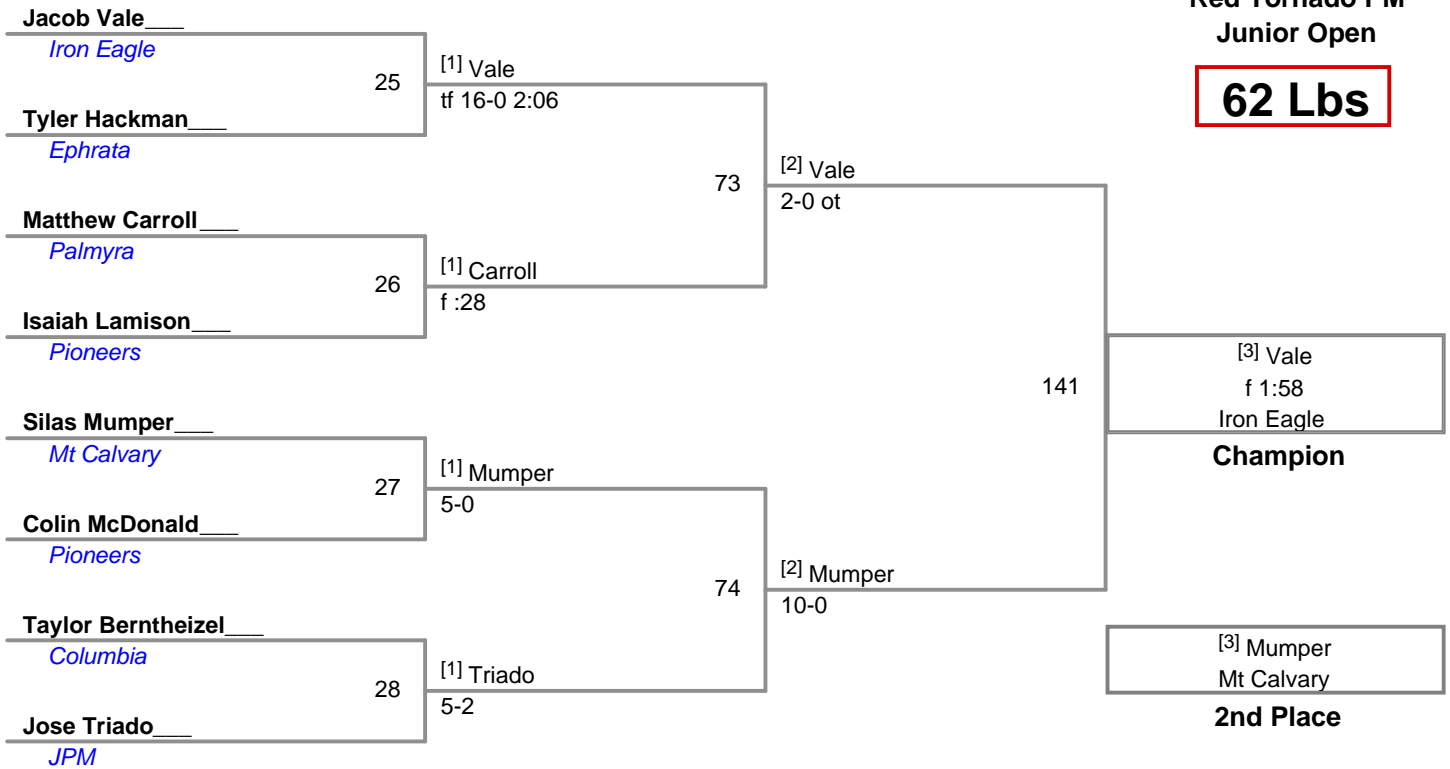 Red Tornado PM
Junior Open
62 Lbs
Jacob Vale___
Iron Eagle
25
[1] Vale
tf 16-0 2:06
Tyler Hackman___
Ephrata
73
[2] Vale
2-0 ot
Matthew Carroll___
Palmyra
26
[1] Carroll
f :28
Isaiah Lamison___
Pioneers
141
[3] Vale
f 1:58
Iron Eagle
Champion
Silas Mumper___
Mt Calvary
27
[1] Mumper
5-0
Colin McDonald___
Pioneers
74
[2] Mumper
10-0
Taylor Berntheizel___
Columbia
28
[1] Triado
5-2
Jose Triado___
JPM
[3] Mumper
Mt Calvary
2nd Place